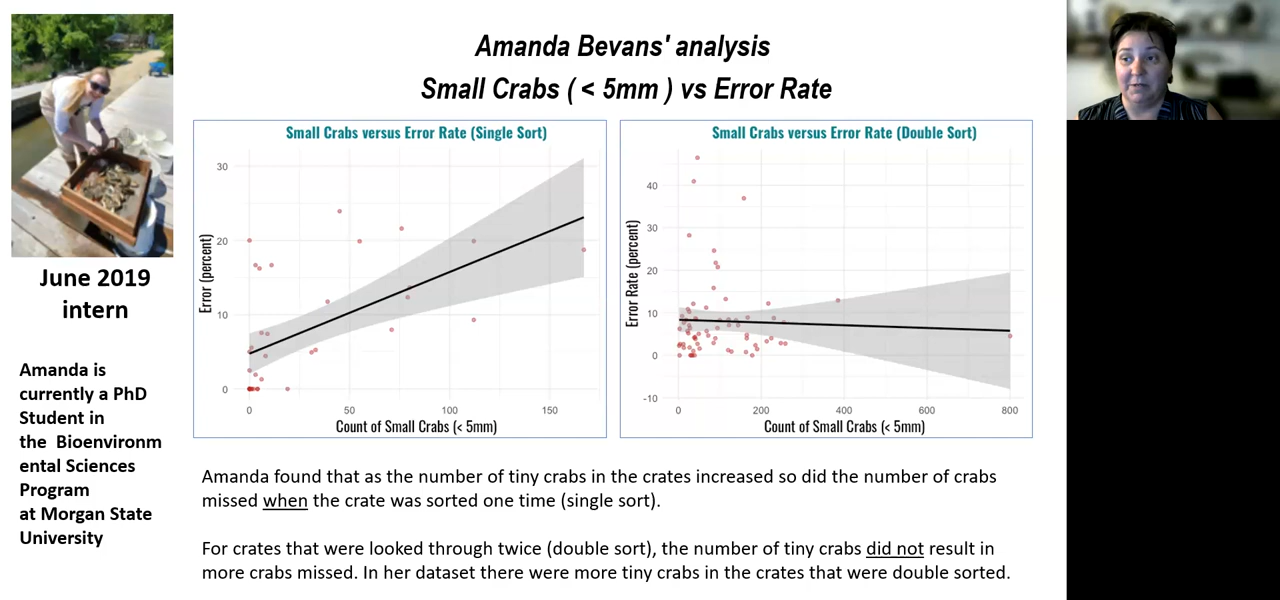 Amanda Bevans' analysis
Small Crabs ( < 5mm ) vs Error Rate
June 2019
intern
Amanda is
currently a PhD
Student in
the Bioenvironm
ental Sciences
Program
at Morgan State
University
Small Crabs versus Error Rate (Single Sort)
Error (percent)
30
20
10
0
0 50 100 150
Count of Small Crabs (< 5mm)
Small Crabs versus Error Rate (Double Sort)
Error Rate (percent)
40
30
20
10
0
-10
0 200 400 600 800
Count of Small Crabs (< 5mm)
Amanda found that as the number of tiny crabs in the crates increased so did the number of crabs
missed when the crate was sorted one time (single sort).
For crates that were looked through twice (double sort), the number of tiny crabs did not result in
more crabs missed. In her dataset there were more tiny crabs in the crates that were double sorted.